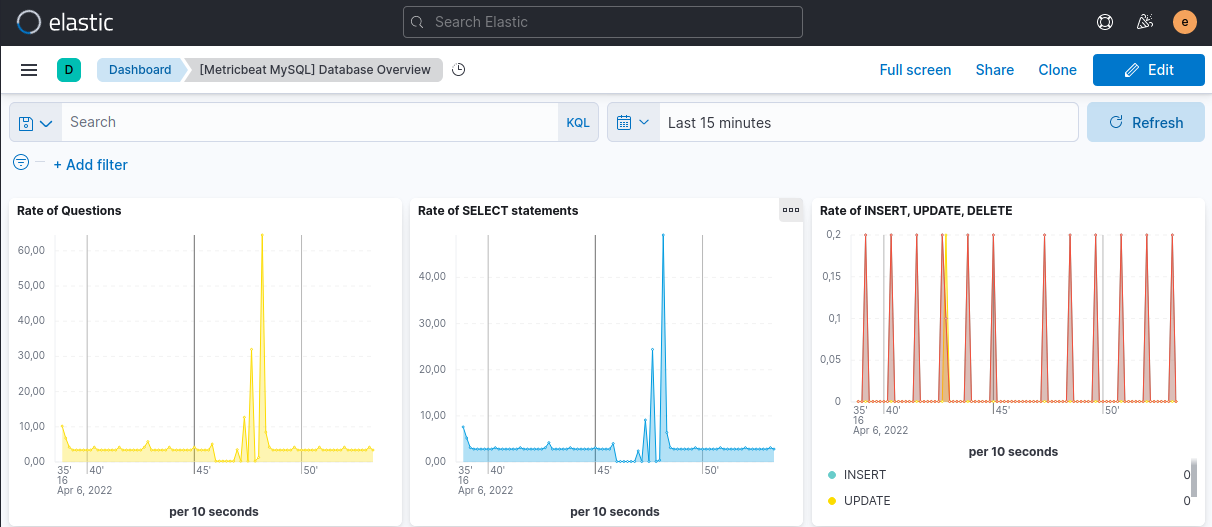 elastic
Search Elastic
e
D
Dashboard
[Metricbeat MySQL] Database Overview
Full screen
Share
Clone
Edit
Search
KQL
Last 15 minutes
Refresh
+ Add filter
Rate of Questions
60,00
50,00
40,00
30,00
20,00
10,00
0,00
35'
40'
45'
50'
16
Apr 6, 2022
per 10 seconds
Rate of SELECT statements
40,00
30,00
20,00
10,00
0,00
35'
40'
45'
50'
16
Apr 6, 2022
per 10 seconds
Rate of INSERT, UPDATE, DELETE
0,2
0,15
0,1
0,05
0
35'
40'
45'
50'
16
Apr 6, 2022
per 10 seconds
INSERT 0
UPDATE 0